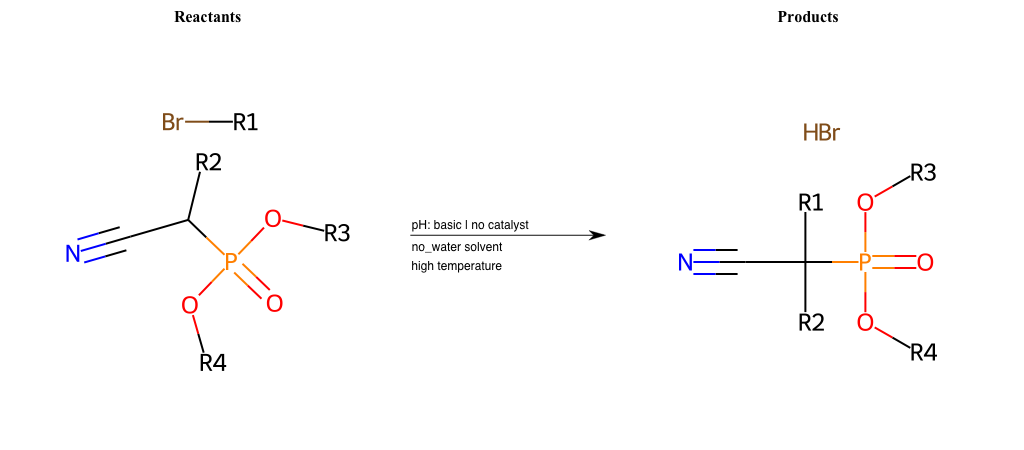 Reactants
Products
Br R1
HBr
R2
R3
R1
O
O
R3
N
P
pH: basic | no catalyst
N
P
O
O
O
no_water solvent
high temperature
R2
O
R4
R4